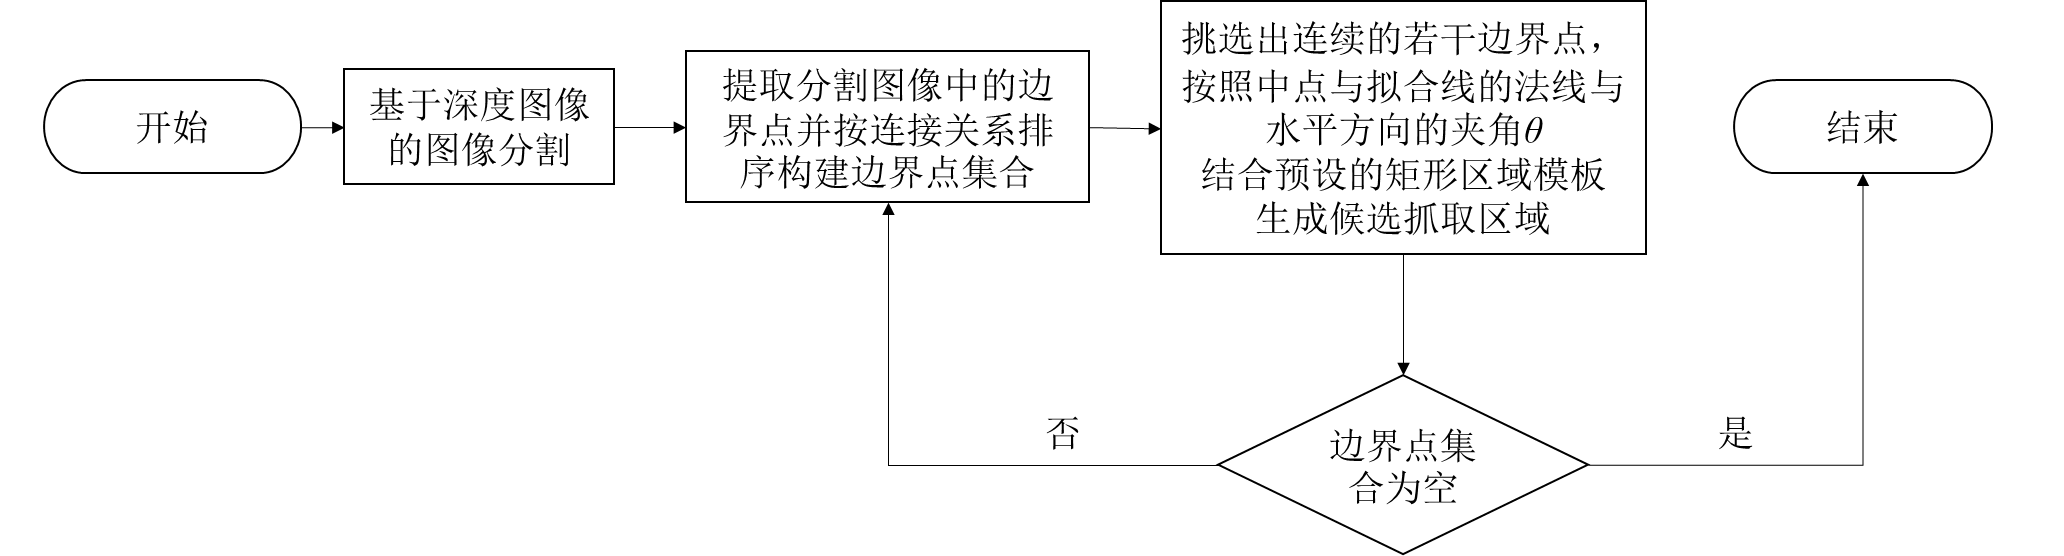 开始
基于深度图像
的图像分割
提取分割图像中的边
界点并按连接关系排
序构建边界点集合
挑选出连续的若干边界点，
按照中点与拟合线的法线与
水平方向的夹角θ
结合预设的矩形区域模板
生成候选抓取区域
结束
否
边界点集
合为空
是